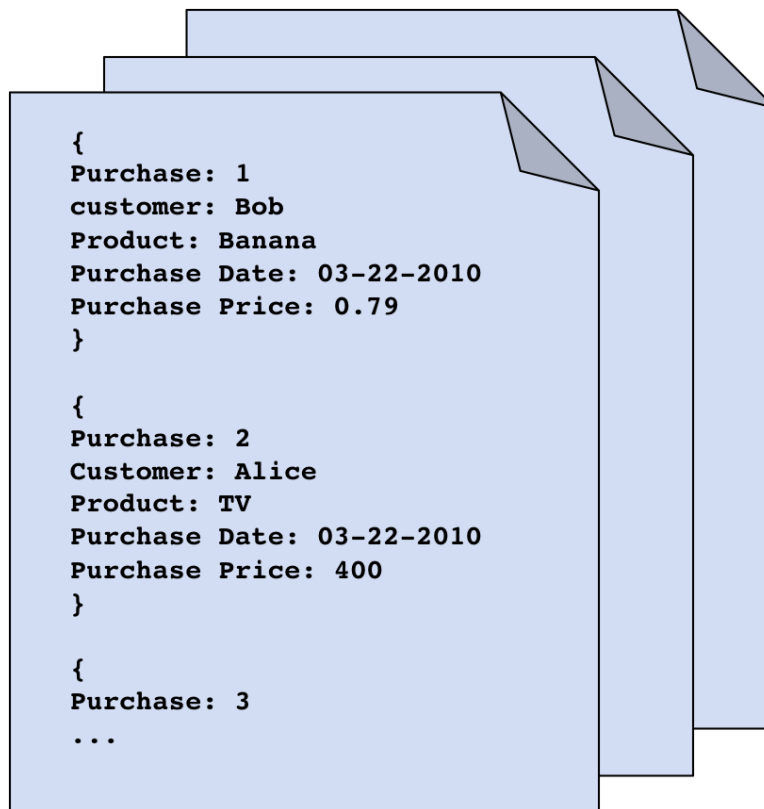 {
Purchase: 1
customer: Bob
Product: Banana
Purchase Date: 03-22-2010
Purchase Price: 0.79
}
{
Purchase: 2
Customer: Alice
Product: TV
Purchase Date: 03-22-2010
Purchase Price: 400
}
{
Purchase: 3
...